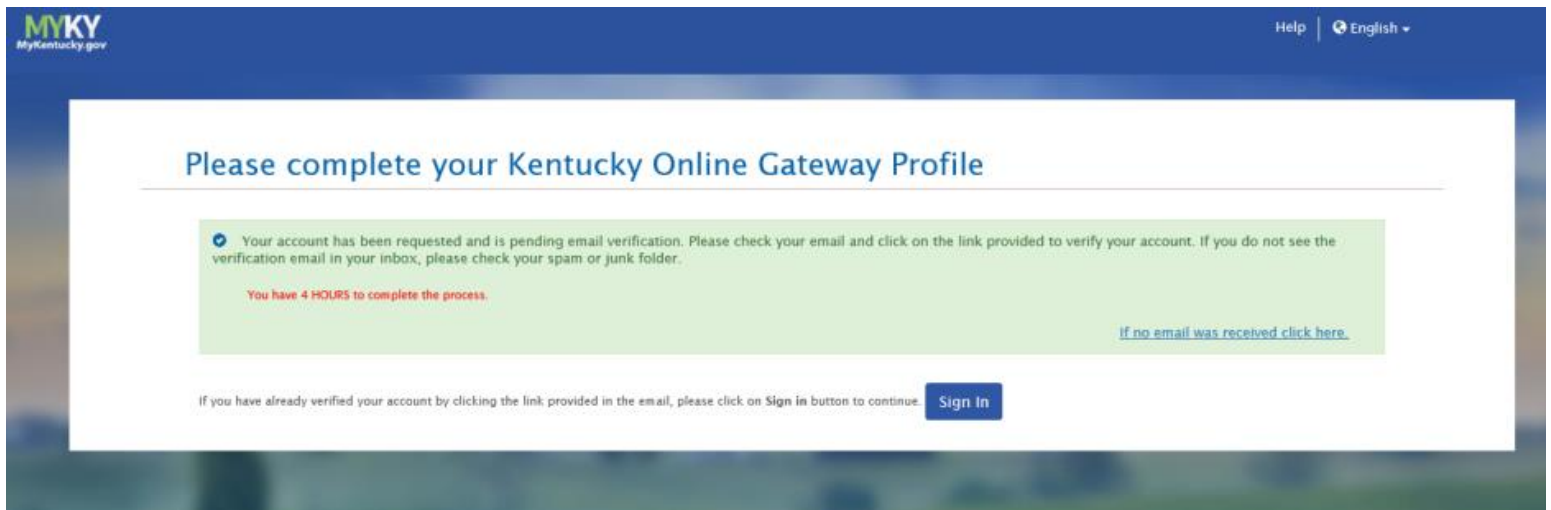 MYKY
MyKentucky.gov
Help
English
Please complete your Kentucky Online Gateway Profile
Your account has been requested and is pending email verification. Please check your email and click on the link provided to verify your account. If you do not see the
verification email in your inbox, please check your spam or junk folder.
You have 4 HOURS to complete the process.
If no email was received click here.
If you have already verified your account by clicking the link provided in the email, please click on Sign in button to continue. Sign In